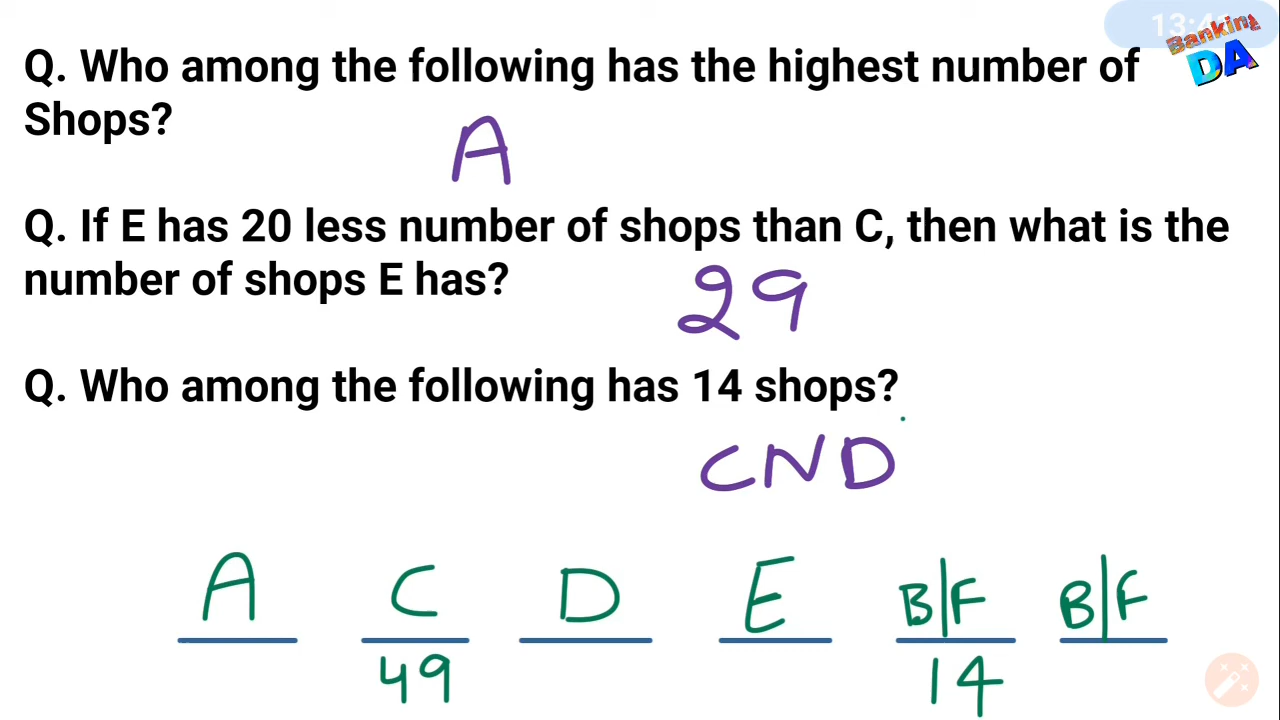 13:4
Banking
DA
Q. Who among the following has the highest number of
Shops?
A
Q. If E has 20 less number of shops than C, then what is the
number of shops E has?
29
Q. Who among the following has 14 shops?
CND
A C D E B|F B|F
49 14